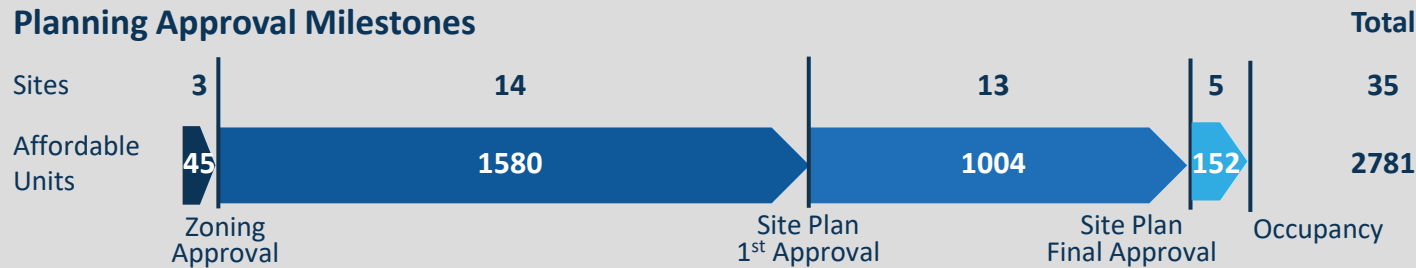 Planning Approval Milestones Total
Sites 3 14 13 5 35
Affordable
Units 45 1580 1004 152 2781
Zoning
Approval
Site Plan
1st Approval
Site Plan
Final Approval
Occupancy